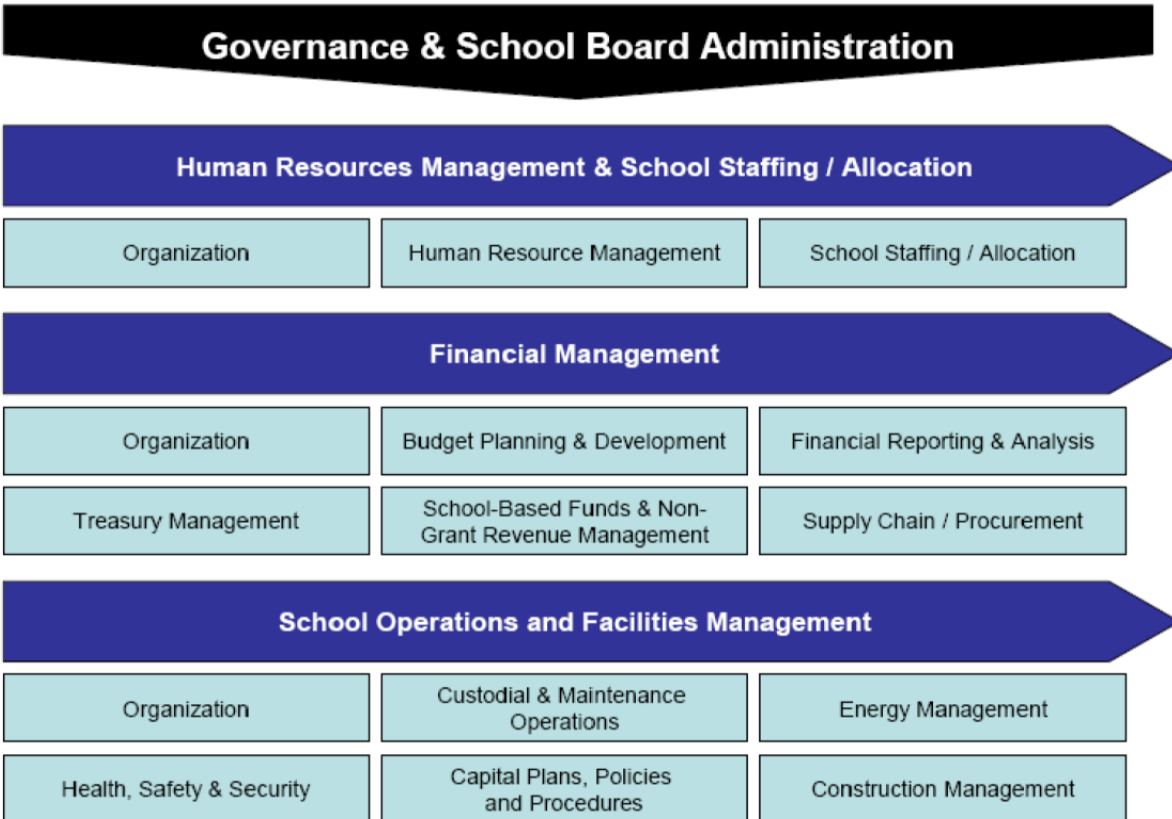 Governance & School Board Administration
Human Resources Management & School Staffing / Allocation
Organization
Human Resource Management
School Staffing / Allocation
Financial Management
Organization
Budget Planning & Development
Financial Reporting & Analysis
Treasury Management
School-Based Funds & Non-
Grant Revenue Management
Supply Chain / Procurement
School Operations and Facilities Management
Organization
Custodial & Maintenance
Operations
Energy Management
Health, Safety & Security
Capital Plans, Policies
and Procedures
Construction Management